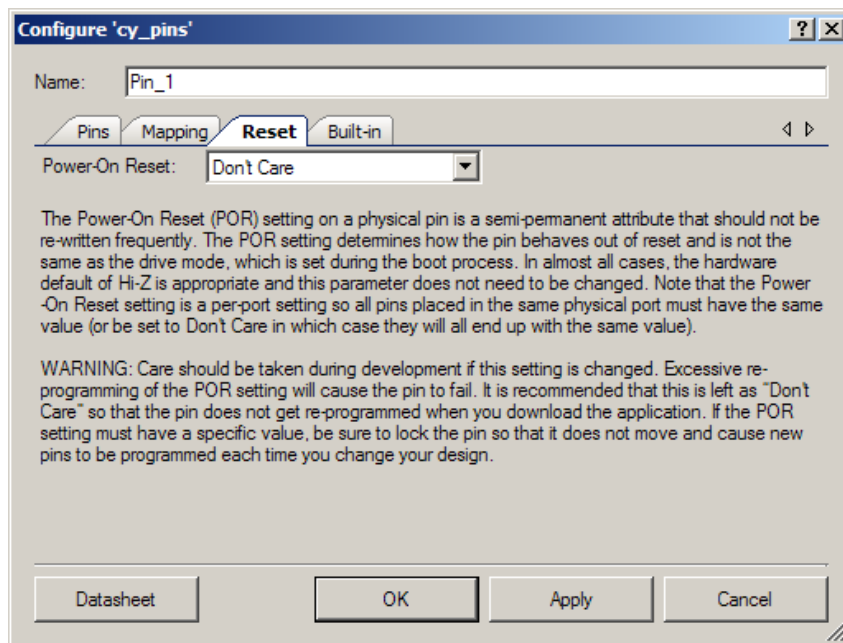 Configure 'cy_pins'
Name: Pin_1
Pins Mapping Reset Built-in
Power-On Reset: Don't Care
The Power-On Reset (POR) setting on a physical pin is a semi-permanent attribute that should not be
re-written frequently. The POR setting determines how the pin behaves out of reset and is not the
same as the drive mode, which is set during the boot process. In almost all cases, the hardware
default of Hi-Z is appropriate and this parameter does not need to be changed. Note that the Power
-On Reset setting is a per-port setting so all pins placed in the same physical port must have the same
value (or be set to Don't Care in which case they will all end up with the same value).
WARNING: Care should be taken during development if this setting is changed. Excessive re-
programming of the POR setting will cause the pin to fail. It is recommended that this is left as "Don't
Care" so that the pin does not get re-programmed when you download the application. If the POR
setting must have a specific value, be sure to lock the pin so that it does not move and cause new
pins to be programmed each time you change your design.
Datasheet OK Apply Cancel